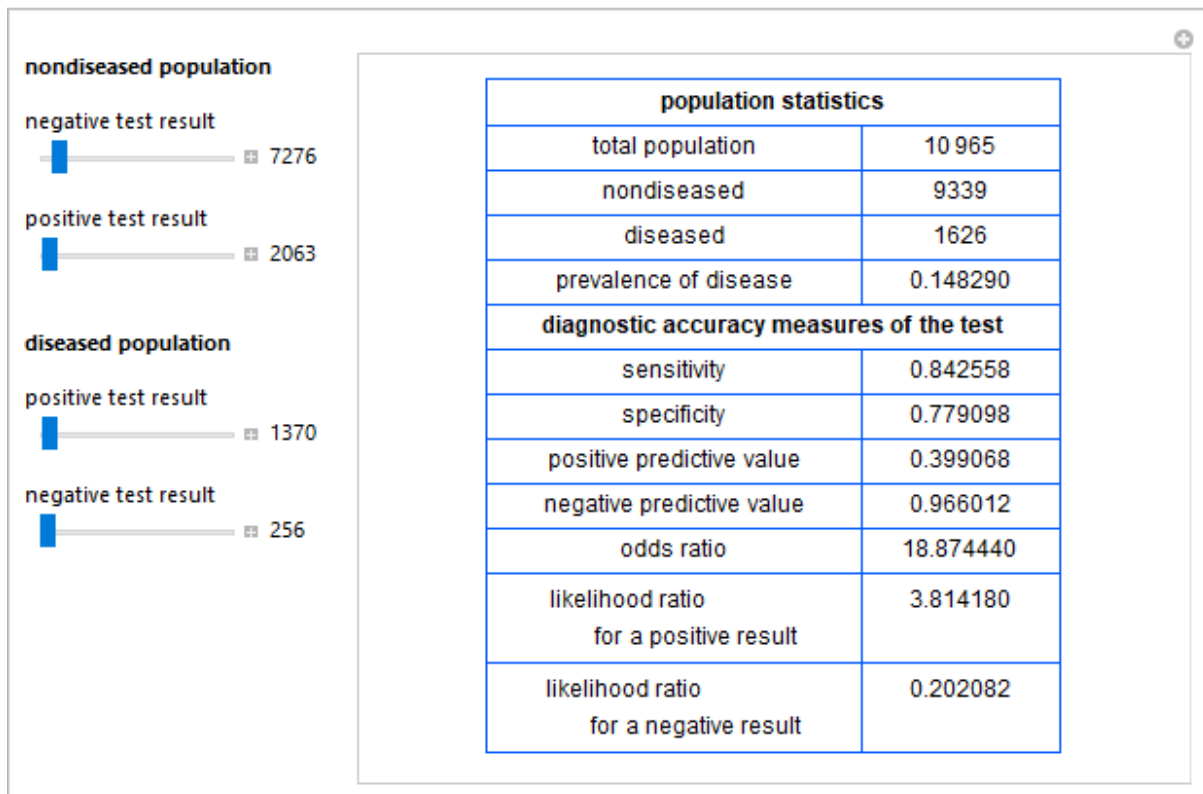 nondiseased population
negative test result
7276
positive test result
2063
diseased population
positive test result
1370
negative test result
256
population statistics
total population 10 965
nondiseased 9339
diseased 1626
prevalence of disease 0.148290
diagnostic accuracy measures of the test
sensitivity 0.842558
specificity 0.779098
positive predictive value 0.399068
negative predictive value 0.966012
odds ratio 18.874440
likelihood ratio 3.814180
for a positive result
likelihood ratio 0.202082
for a negative result